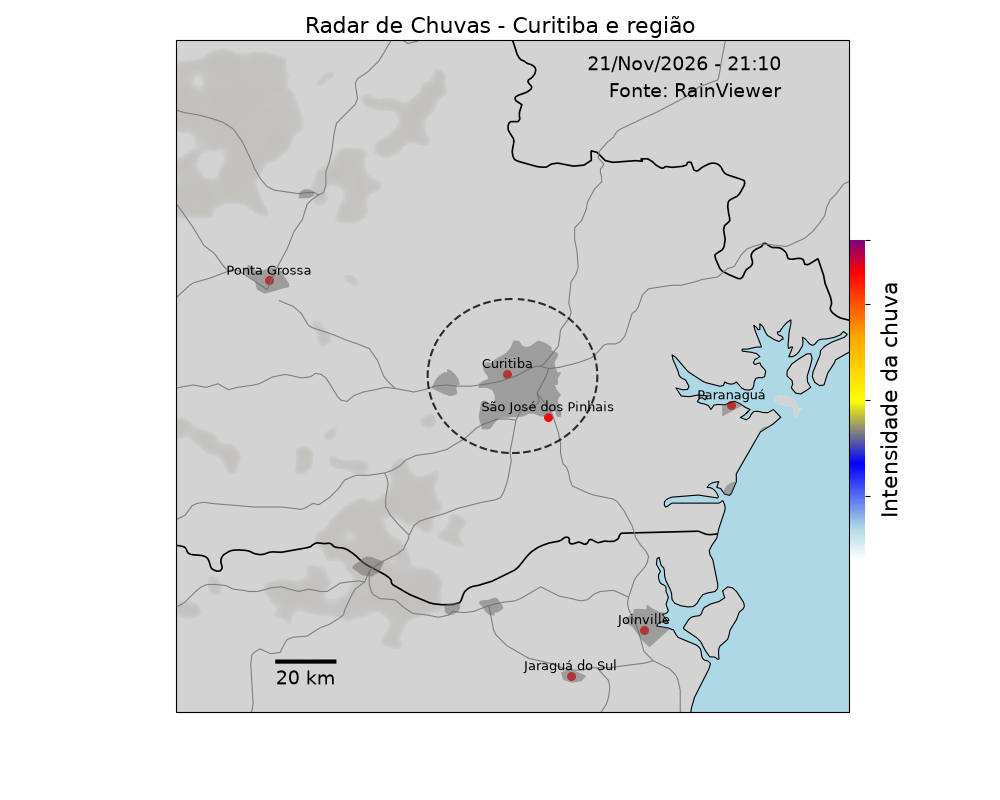 Radar de Chuvas - Curitiba e região
21/Nov/2026 - 21:10
Fonte: RainViewer
Ponta Grossa
Curitiba
Paranaguá
São José dos Pinhais
Intensidade da chuva
Joinville
Jaraguá do Sul
20 km